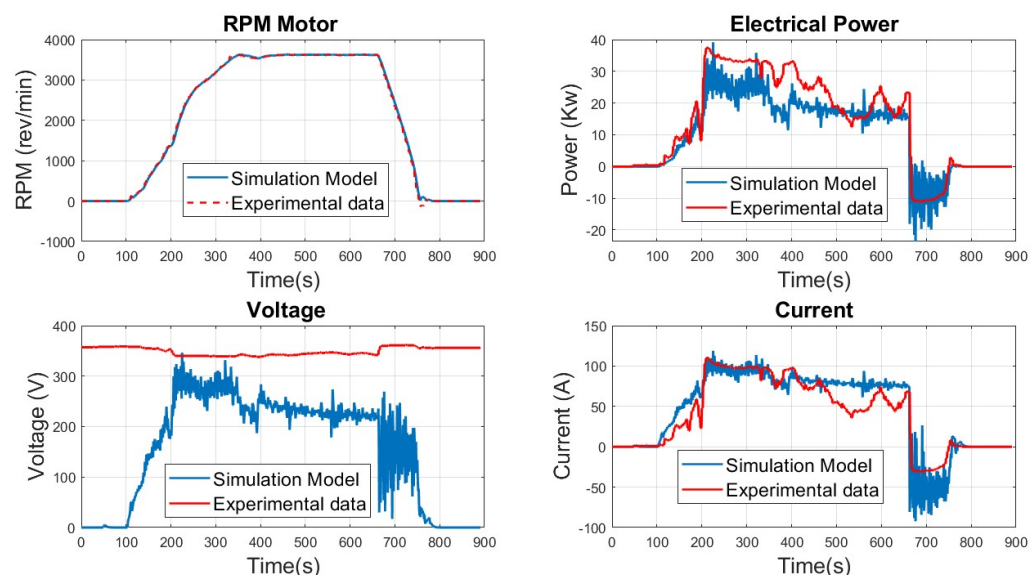 RPM Motor
RPM (rev/min)
4000
3000
2000
1000
0
-1000
0 100 200 300 400 500 600 700 800 900
Time(s)
Simulation Model
Experimental data
Electrical Power
Power (Kw)
40
30
20
10
0
-10
-20
0 100 200 300 400 500 600 700 800 900
Time(s)
Simulation Model
Experimental data
Voltage
Voltage (V)
400
300
200
100
0
0 100 200 300 400 500 600 700 800 900
Time(s)
Simulation Model
Experimental data
Current
Current (A)
150
100
50
0
-50
-100
0 100 200 300 400 500 600 700 800 900
Time(s)
Simulation Model
Experimental data